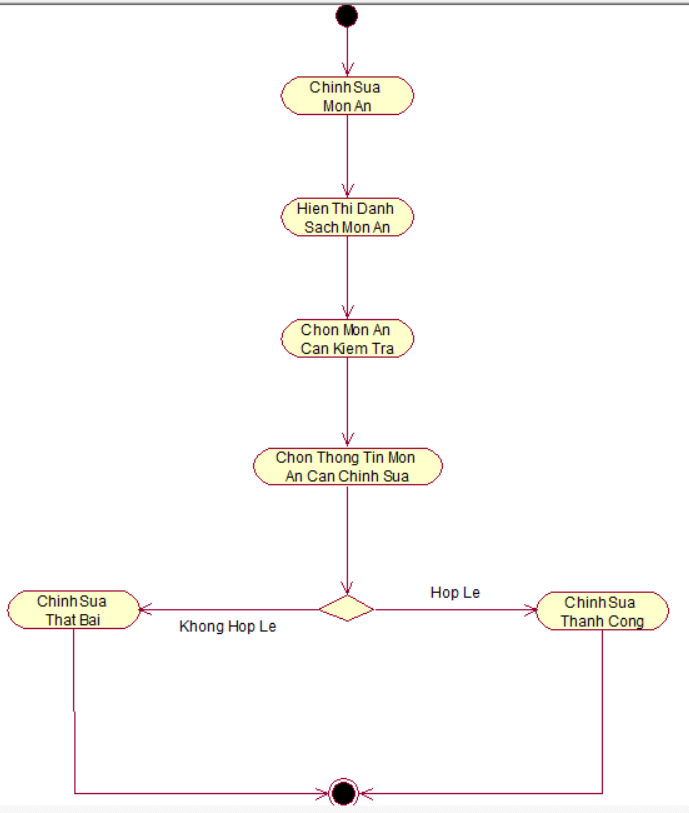 Chinh Sua
Mon An
Hien Thi Danh
Sach Mon An
Chon Mon An
Can Kiem Tra
Chon Thong Tin Mon
An Can Chinh Sua
Hop Le
Khong Hop Le
Chinh Sua
That Bai
Chinh Sua
Thanh Cong